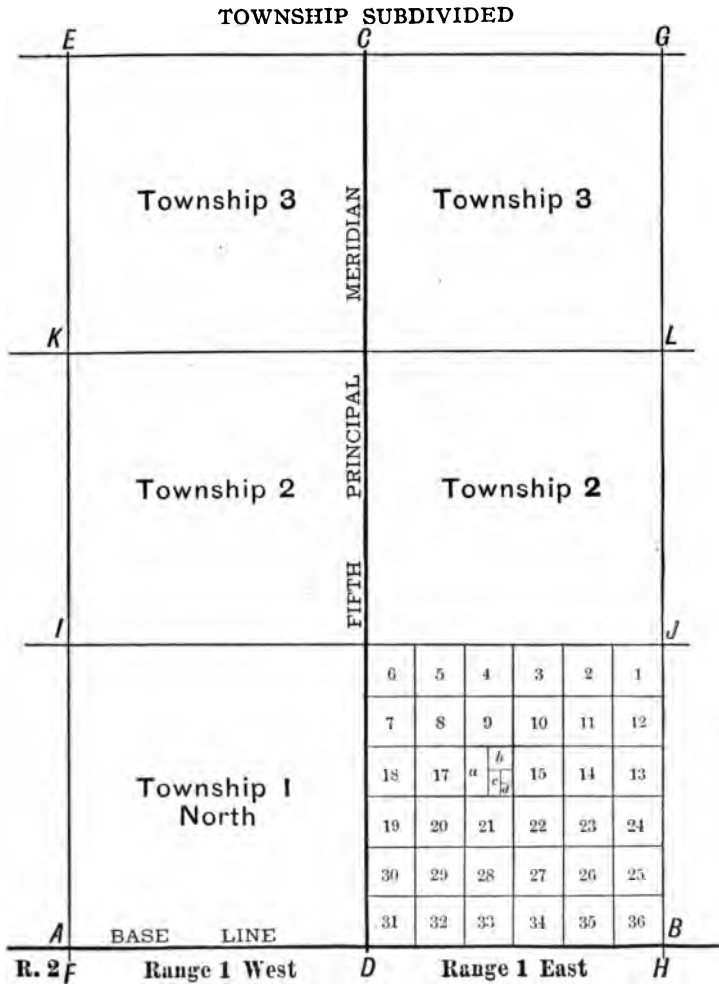 TOWNSHIP SUBDIVIDED
E C G
Township 3 Township 3
MERIDIAN
K L
PRINCIPAL
Township 2 Township 2
FIFTH
I J
6 5 4 3 2 1
7 8 9 10 11 12
18 17 a b c d 15 14 13
Township 1
North
19 20 21 22 23 24
30 29 28 27 26 25
31 32 33 34 35 36
A BASE LINE B
R. 2 F Range 1 West D Range 1 East H